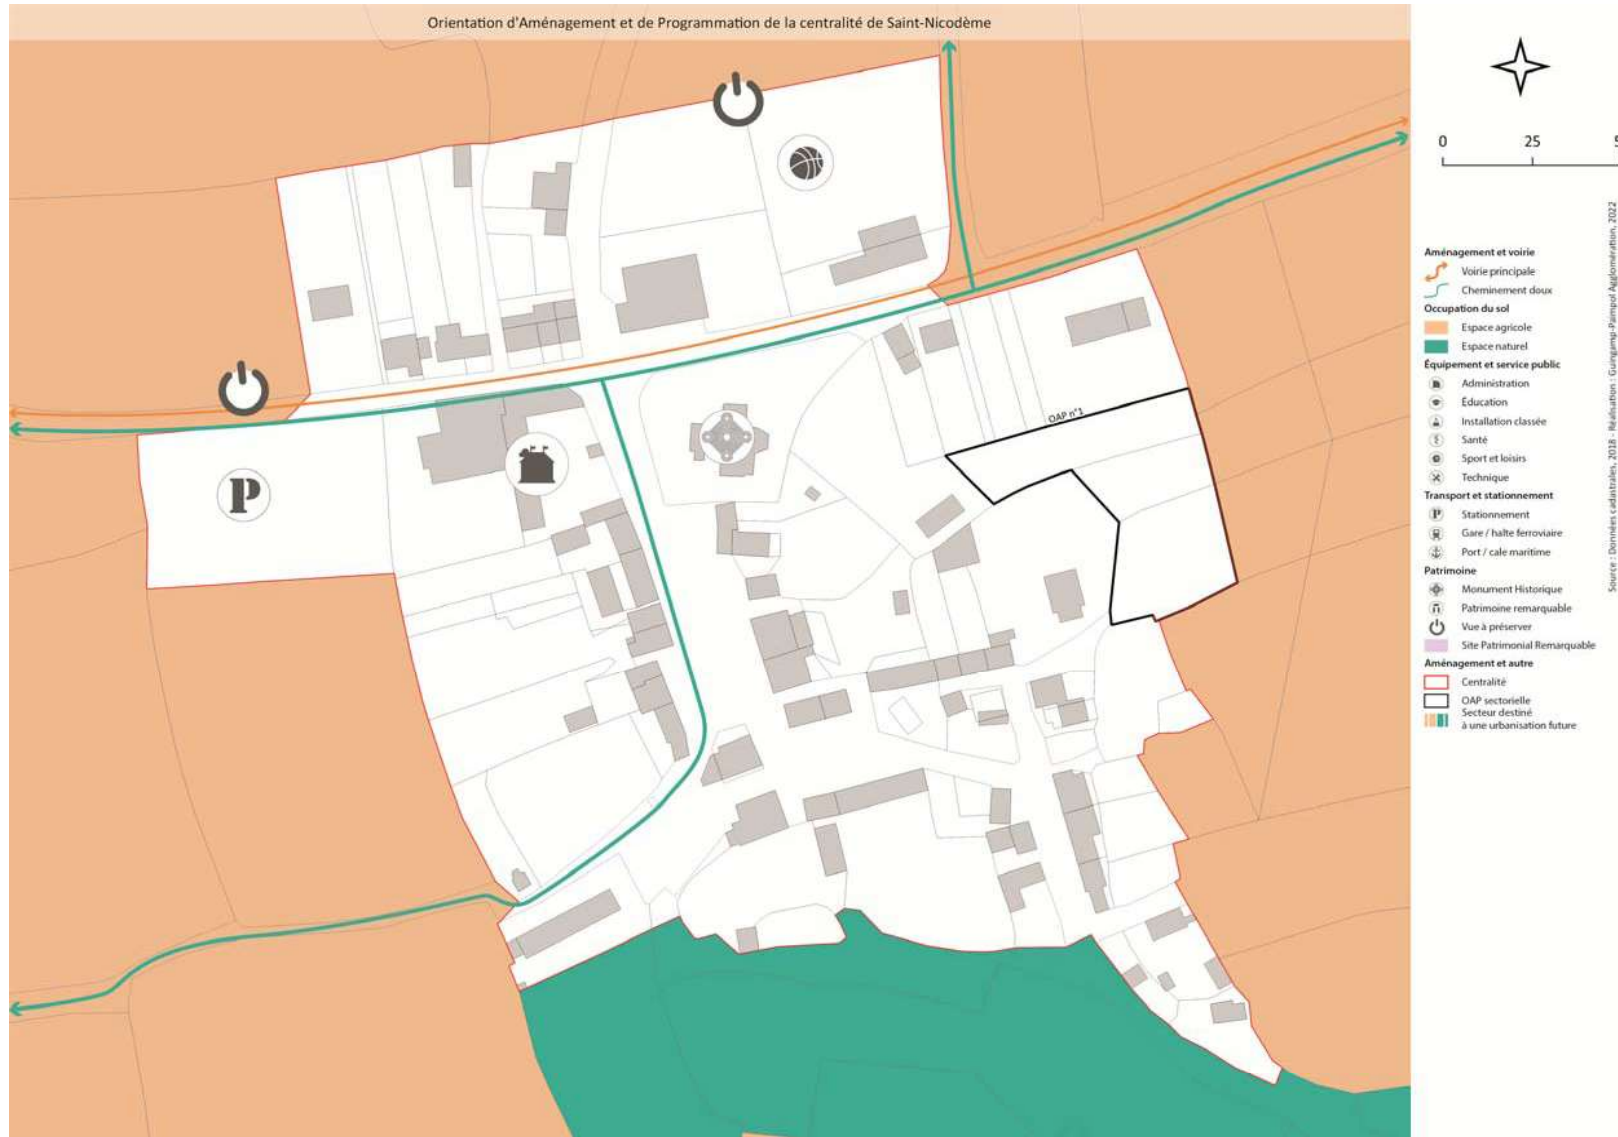 Orientation d'Aménagement et de Programmation de la centralité de Saint-Nicodème
OAP n°1
P
0 25 5
Aménagement et voirie
Voirie principale
Cheminement doux
Occupation du sol
Espace agricole
Espace naturel
Équipement et service public
Administration
Éducation
Installation classée
Santé
Sport et loisirs
Technique
Transport et stationnement
P Stationnement
Gare / halte ferroviaire
Port / cale maritime
Patrimoine
Monument Historique
Patrimoine remarquable
Vue à préserver
Site Patrimonial Remarquable
Aménagement et autre
Centralité
OAP sectorielle
Secteur destiné
à une urbanisation future
Source : Données cadastrales, 2018 - Réalisation : Guingamp-Paimpol Agglomération, 2022